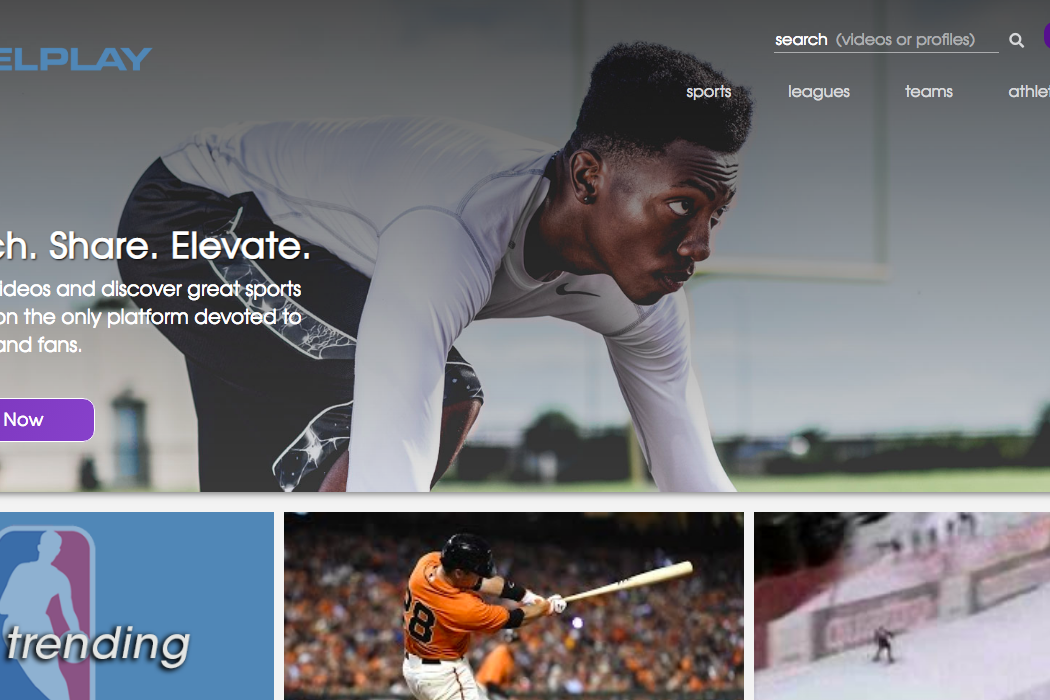 ELPLAY
search (videos or profiles)
sports leagues teams athlet
ch. Share. Elevate.
ideos and discover great sports
on the only platform devoted to
and fans.
Now
trending
28